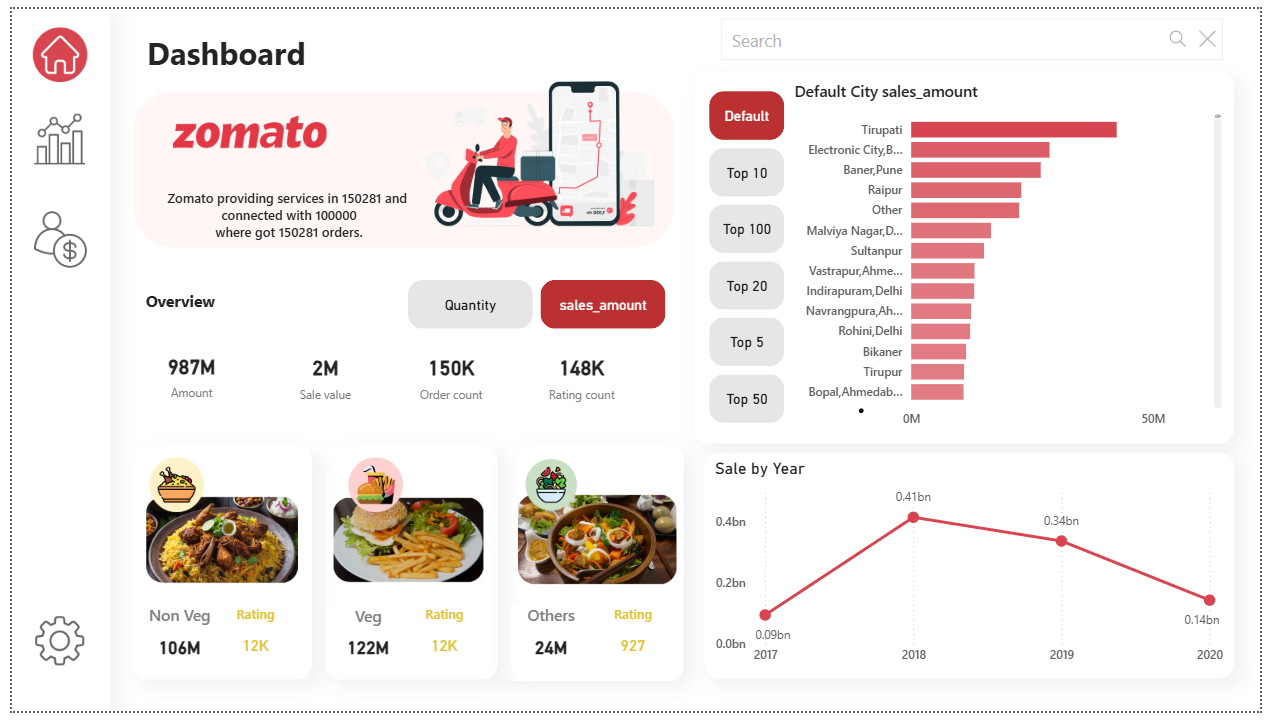 Dashboard
Search
zomato
Zomato providing services in 150281 and
connected with 100000
where got 150281 orders.
Overview
Quantity
sales_amount
987M
Amount
2M
Sale value
150K
Order count
148K
Rating count
Non Veg
Rating
106M
12K
Veg
Rating
122M
12K
Others
Rating
24M
927
Default
Top 10
Top 100
Top 20
Top 5
Top 50
Default City sales_amount
Tirupati
Electronic City,B...
Baner,Pune
Raipur
Other
Malviya Nagar,D...
Sultanpur
Vastrapur,Ahme...
Indirapuram,Delhi
Navrangpura,Ah...
Rohini,Delhi
Bikaner
Tirupur
Bopal,Ahmedab...
0M
50M
Sale by Year
0.4bn
0.2bn
0.0bn
0.09bn
0.41bn
0.34bn
0.14bn
2017
2018
2019
2020